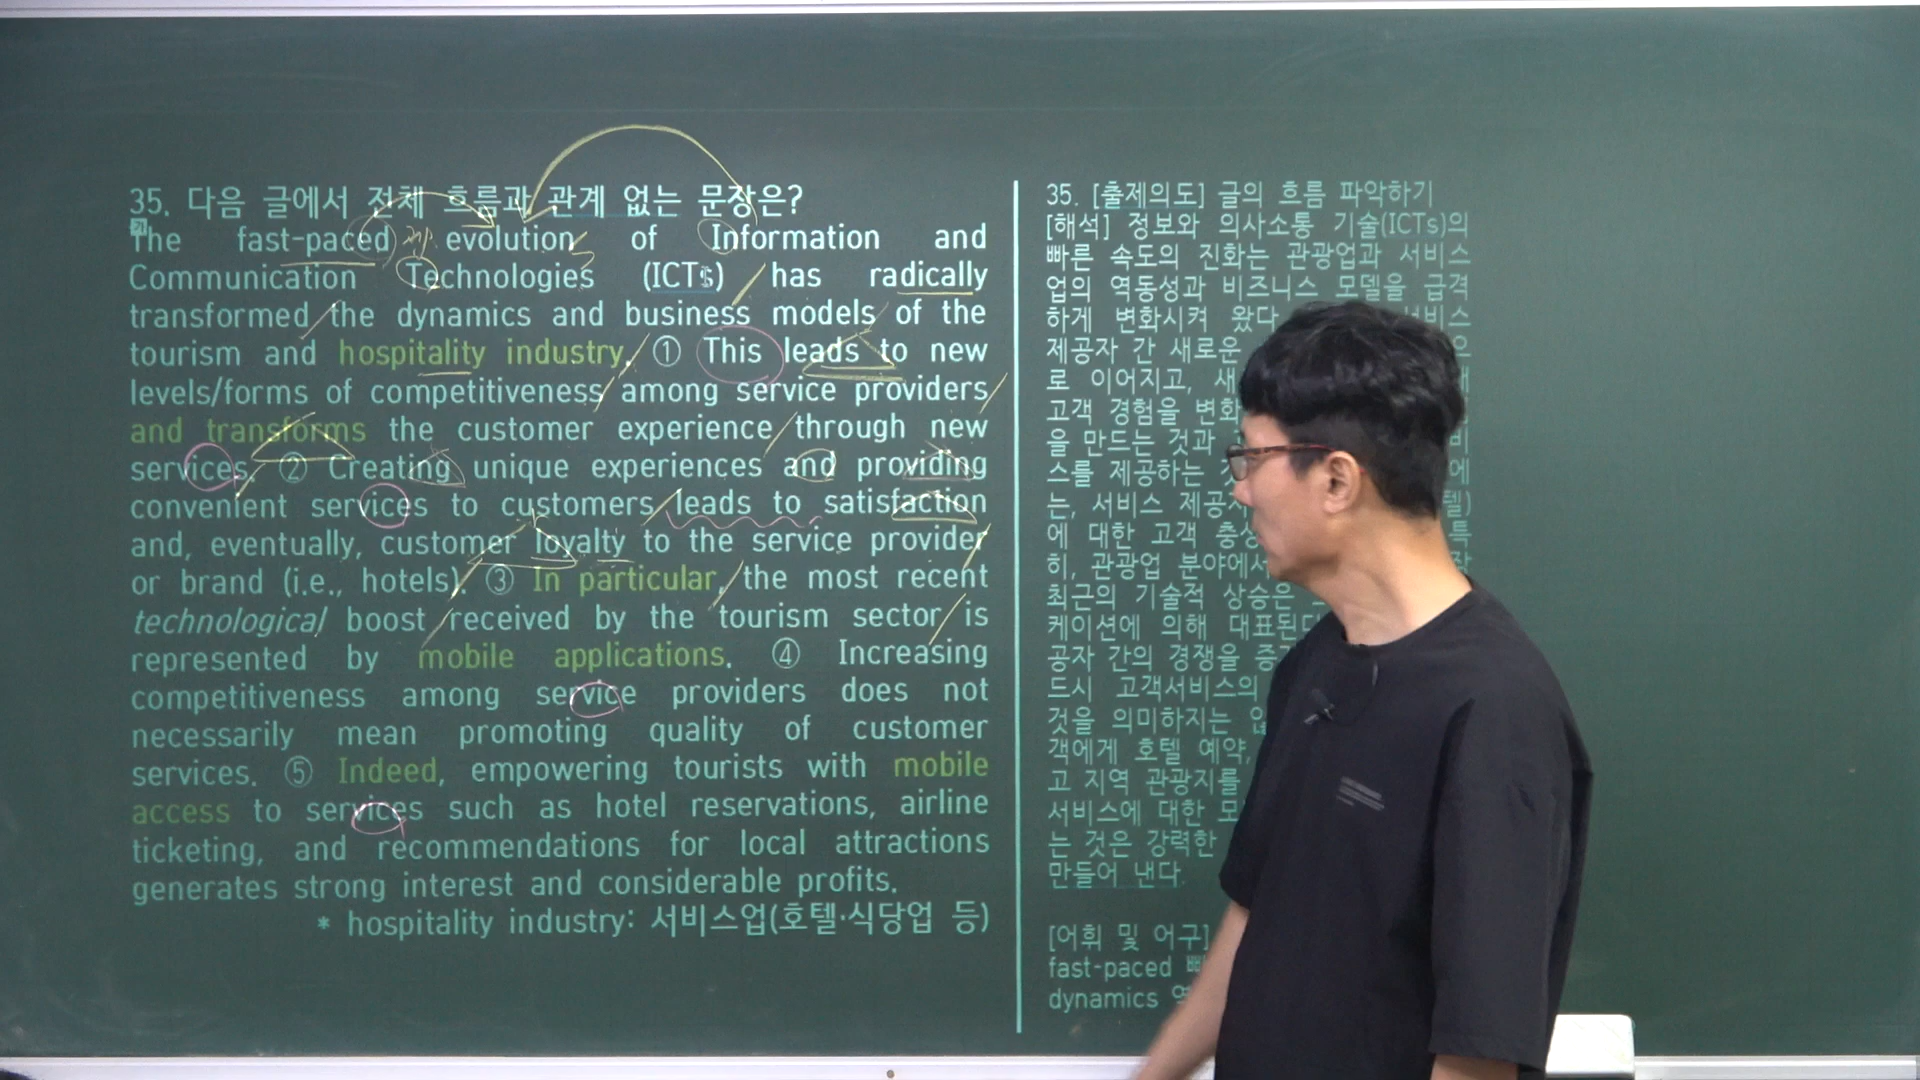 35. 다음 글에서 전체 흐름과 관계 없는 문장은?
The fast-paced evolution of Information and
Communication Technologies (ICTs) has radically
transformed the dynamics and business models of the
tourism and hospitality industry. ① This leads to new
levels/forms of competitiveness among service providers
and transforms the customer experience through new
services. ② Creating unique experiences and providing
convenient services to customers leads to satisfaction
and, eventually, customer loyalty to the service provider
or brand (i.e., hotels). ③ In particular, the most recent
technological boost received by the tourism sector is
represented by mobile applications. ④ Increasing
competitiveness among service providers does not
necessarily mean promoting quality of customer
services. ⑤ Indeed, empowering tourists with mobile
access to services such as hotel reservations, airline
ticketing, and recommendations for local attractions
generates strong interest and considerable profits.
* hospitality industry: 서비스업(호텔·식당업 등)
35. [출제의도] 글의 흐름 파악하기
[해석] 정보와 의사소통 기술(ICTs)의
빠른 속도의 진화는 관광업과 서비스
업의 역동성과 비즈니스 모델을 급격
하게 변화시켜 왔다 서비스
제공자 간 새로운
로 이어지고, 새
고객 경험을 변화
을 만드는 것과
스를 제공하는 에
는, 서비스 제공자 텔)
에 대한 고객 충성 특
히, 관광업 분야에서
최근의 기술적 상승은
케이션에 의해 대표된다
공자 간의 경쟁을 증
드시 고객서비스의
것을 의미하지는 않
객에게 호텔 예약,
고 지역 관광지를
서비스에 대한 모
는 것은 강력한
만들어 낸다.
[어휘 및 어구]
fast-paced
dynamics